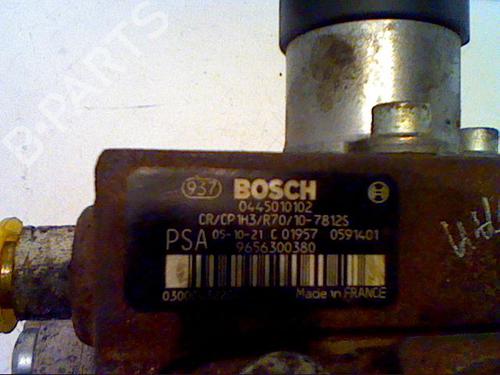 B-PARTS
937 BOSCH
0445010102
CR/CP1H3/R70/10-7812S
PSA 05-10-21 C 01957 0591401
9656300380
Made in FRANCE